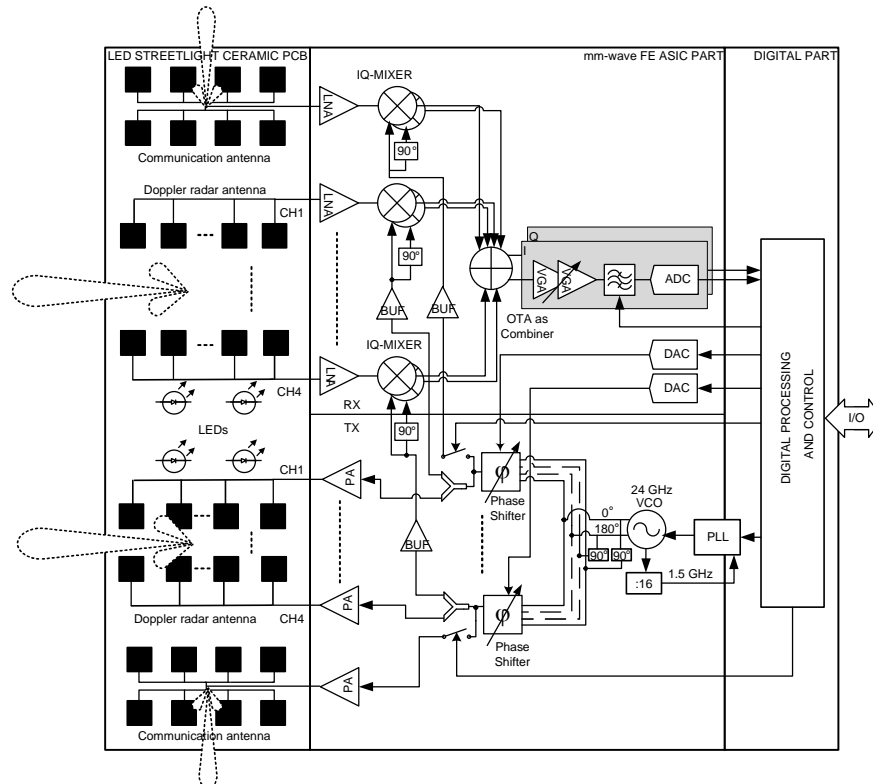 LED STREETLIGHT CERAMIC PCB
mm-wave FE ASIC PART
DIGITAL PART
IQ-MIXER
LNA
90°
Communication antenna
Doppler radar antenna
CH1
LNA
90°
Q
I
VGA
VGA
ADC
BUF
BUF
OTA as
Combiner
IQ-MIXER
DAC
LNA
CH4
DAC
RX
TX
90°
LEDs
DIGITAL PROCESSING
AND CONTROL
I/O
CH1
PA
φ
Phase
Shifter
24 GHz
VCO
0°
180°
90°
90°
PLL
BUF
:16
1.5 GHz
Doppler radar antenna
CH4
PA
φ
Phase
Shifter
PA
Communication antenna